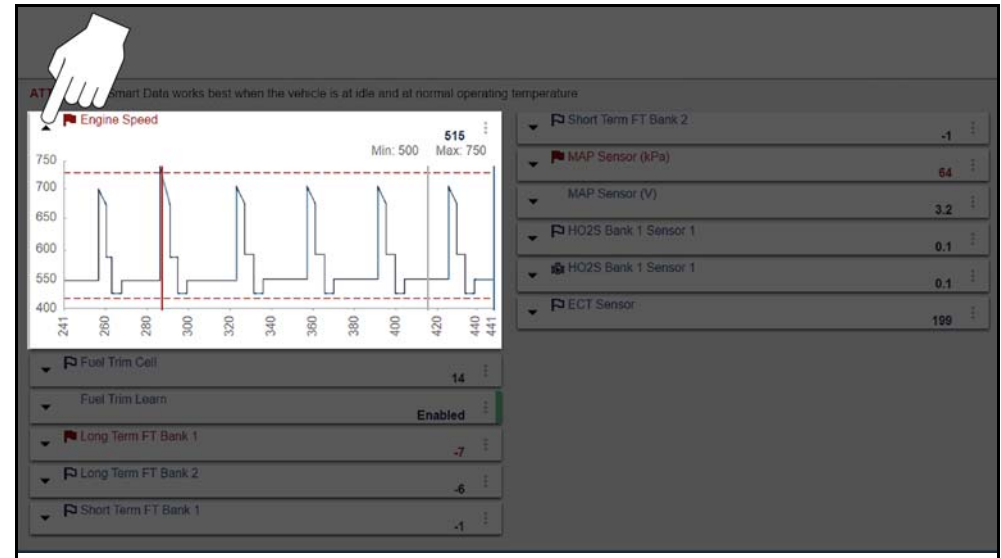 ATT Smart Data works best when the vehicle is at idle and at normal operating temperature
Engine Speed
515
Min: 500 Max: 750
750
700
650
600
550
400
241 260 280 300 320 340 360 380 400 420 440 441
Fuel Trim Cell
14
Fuel Trim Learn
Enabled
Long Term FT Bank 1
-7
Long Term FT Bank 2
-6
Short Term FT Bank 1
-1
Short Term FT Bank 2
-1
MAP Sensor (kPa)
64
MAP Sensor (V)
3.2
HO2S Bank 1 Sensor 1
0.1
HO2S Bank 1 Sensor 1
0.1
ECT Sensor
199